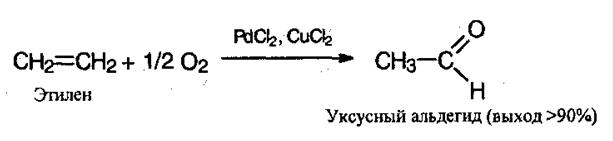 PdCl2, CuCl2
CH2=CH2 + 1/2 O2
CH3-C
O
H
Этилен
Уксусный альдегид (выход >90%)